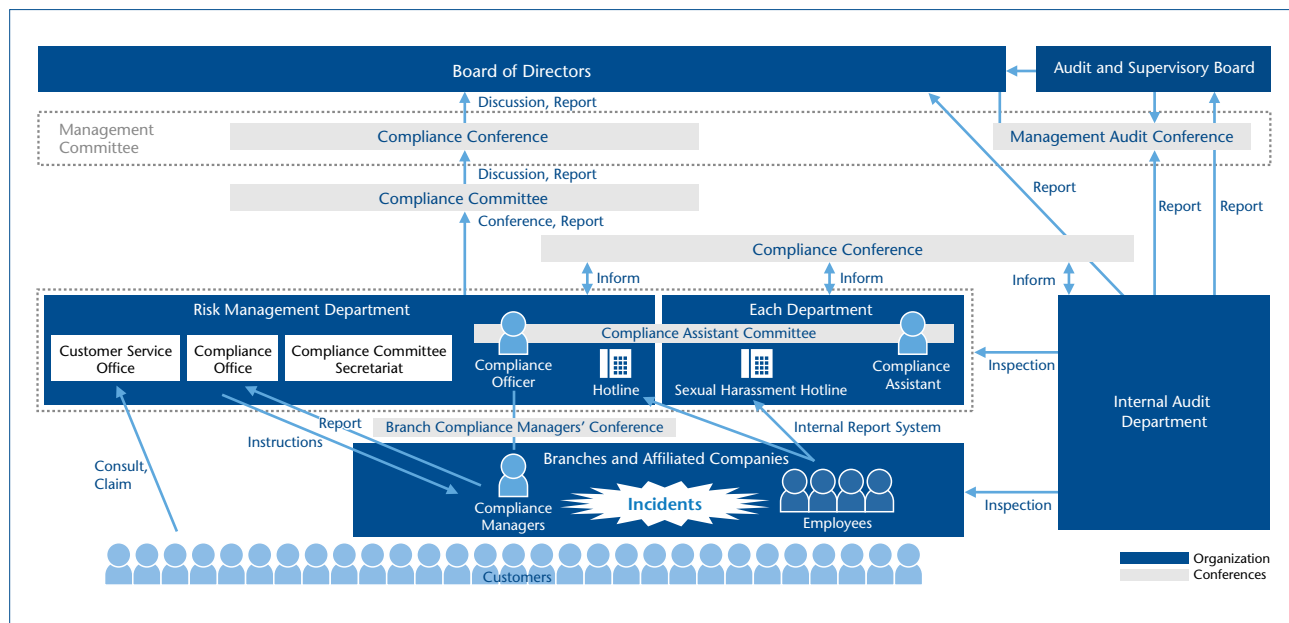 Board of Directors
Audit and Supervisory Board
Discussion, Report
Management
Committee
Compliance Conference
Management Audit Conference
Discussion, Report
Compliance Committee
Report
Report
Report
Conference, Report
Compliance Conference
Inform
Inform
Inform
Risk Management Department
Each Department
Compliance Assistant Committee
Customer Service
Office
Compliance
Office
Compliance Committee
Secretariat
Compliance
Officer
Hotline
Sexual Harassment Hotline
Compliance
Assistant
Inspection
Internal Audit
Department
Report
Instructions
Branch Compliance Managers' Conference
Internal Report System
Branches and Affiliated Companies
Consult,
Claim
Compliance
Managers
Incidents
Employees
Inspection
Customers
Organization
Conferences